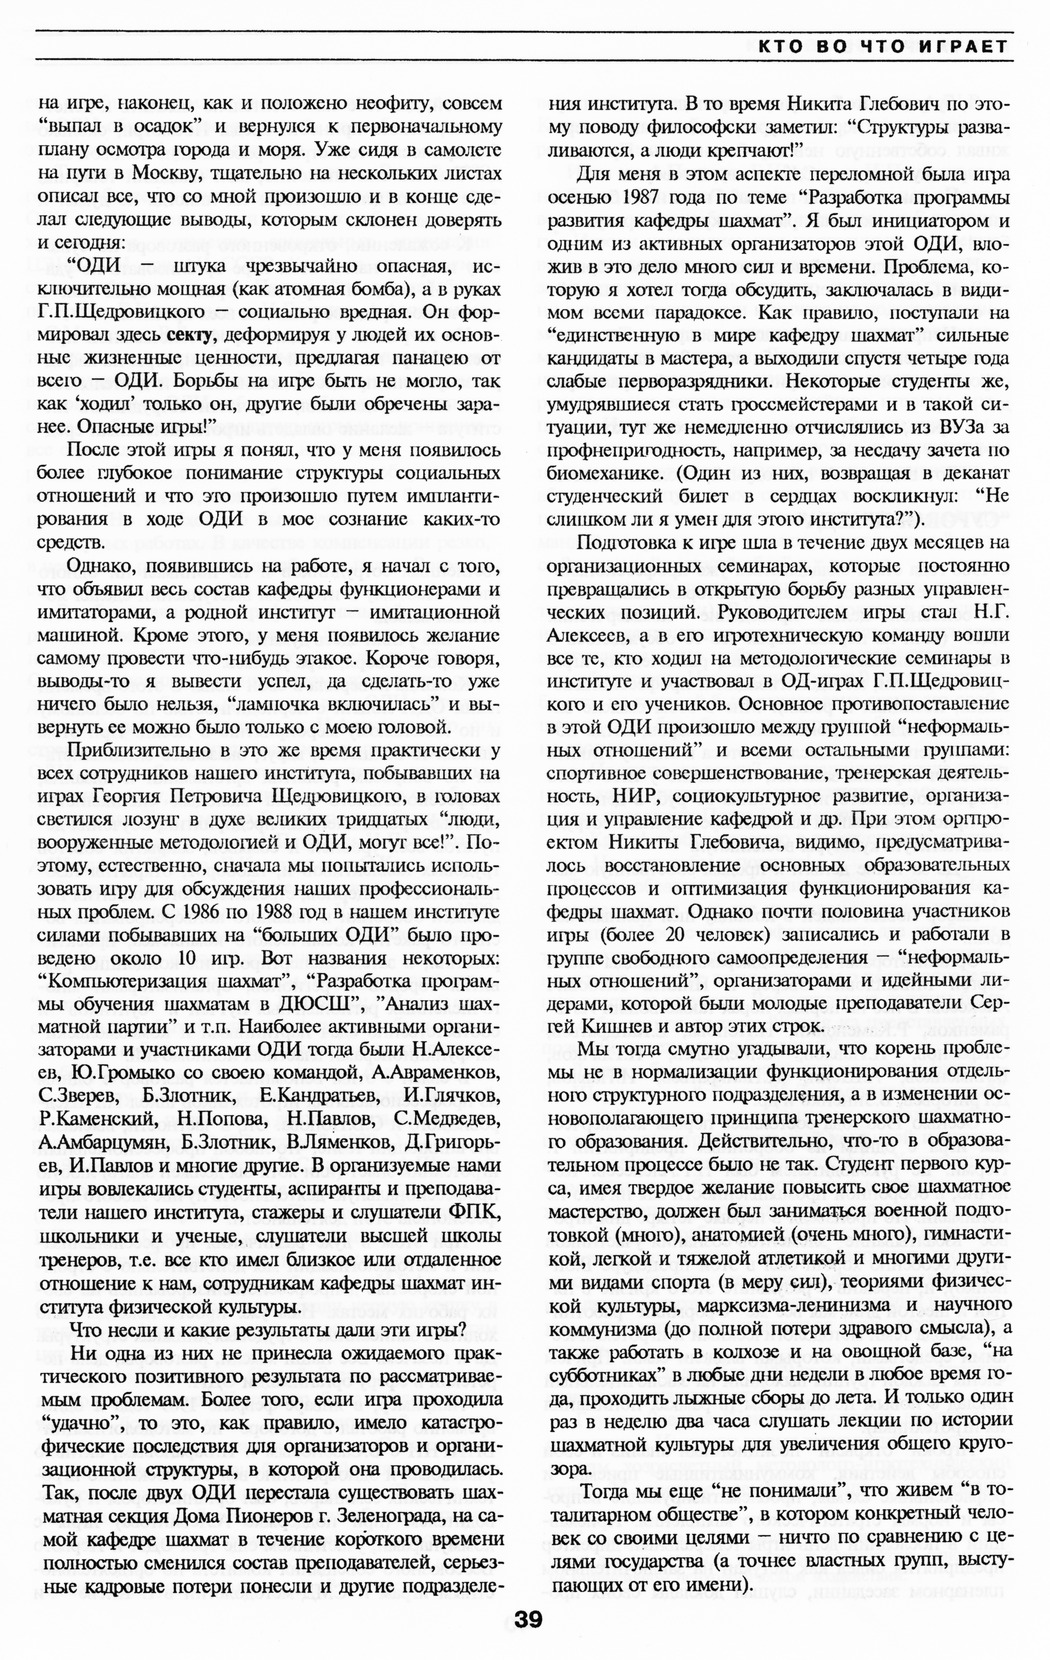 КТО ВО ЧТО ИГРАЕТ
на игре, наконец, как и положено неофиту, совсем
“выпал в осадок” и вернулся к первоначальному
плану осмотра города и моря. Уже сидя в самолете
на пути в Москву, тщательно на нескольких листах
описал все, что со мной произошло и в конце сде-
лал следующие выводы, которым склонен доверять
и сегодня:
“ОДИ — штука чрезвычайно опасная, ис-
ключительно мощная (как атомная бомба), а в руках
Г.П.Щедровицкого — социально вредная. Он фор-
мировал здесь секту, деформируя у людей их основ-
ные жизненные ценности, предлагая панацею от
всего — ОДИ. Борьбы на игре быть не могло, так
как ‘ходил’ только он, другие были обречены зара-
нее. Опасные игры!”
После этой игры я понял, что у меня появилось
более глубокое понимание структуры социальных
отношений и что это произошло путем импланти-
рования в ходе ОДИ в мое сознание каких-то
средств.
Однако, появившись на работе, я начал с того,
что объявил весь состав кафедры функционерами и
имитаторами, а родной институт — имитационной
машиной. Кроме этого, у меня появилось желание
самому провести что-нибудь этакое. Короче говоря,
выводы-то я вывести успел, да сделать-то уже
ничего было нельзя, “лампочка включилась” и вы-
вернуть ее можно было только с моею головой.
Приблизительно в это же время практически у
всех сотрудников нашего института, побывавших на
играх Георгия Петровича Щедровицкого, в головах
светился лозунг в духе великих тридцатых “люди,
вооруженные методологией и ОДИ, могут все!”. По-
этому, естественно, сначала мы попытались исполь-
зовать игру для обсуждения наших профессиональ-
ных проблем. С 1986 по 1988 год в нашем институте
силами побывавших на “больших ОДИ” было про-
ведено около 10 игр. Вот названия некоторых:
“Компьютеризация шахмат”, “Разработка програм-
мы обучения шахматам в ДЮСШ”, ”Анализ шах-
матной партии” и т.п. Наиболее активными органи-
заторами и участниками ОДИ тогда были Н.Алексе-
ев, Ю.Громыко со своею командой, А.Авраменков,
С.Зверев, Б.Злотник, Е.Кандратьев, И.Глячков,
Р.Каменский, Н.Попова, Н.Павлов, С.Медведев,
А.Амбарцумян, Б.Злотник, В.Ляменков, Д.Григорь-
ев, И.Павлов и многие другие. В организуемые нами
игры вовлекались студенты, аспиранты и преподава-
тели нашего института, стажеры и слушатели ФПК,
школьники и ученые, слушатели высшей школы
тренеров, т.е. все кто имел близкое или отдаленное
отношение к нам, сотрудникам кафедры шахмат ин-
ститута физической культуры.
Что несли и какие результаты дали эти игры?
Ни одна из них не принесла ожидаемого прак-
тического позитивного результата по рассматривае-
мым проблемам. Более того, если игра проходила
“удачно”, то это, как правило, имело катастро-
фические последствия для организаторов и органи-
зационной структуры, в которой она проводилась.
Так, после двух ОДИ перестала существовать шах-
матная секция Дома Пионеров г. Зеленограда, на са-
мой кафедре шахмат в течение короткого времени
полностью сменился состав преподавателей, серьез-
ные кадровые потери понесли и другие подразделе-
ния института. В то время Никита Глебович по это-
му поводу философски заметил: “Структуры разва-
ливаются, а люди крепчают!”
Для меня в этом аспекте переломной была игра
осенью 1987 года по теме “Разработка программы
развития кафедры шахмат”. Я был инициатором и
одним из активных организаторов этой ОДИ, вло-
жив в это дело много сил и времени. Проблема, ко-
торую я хотел тогда обсудить, заключалась в види-
мом всеми парадоксе. Как правило, поступали на
“единственную в мире кафедру шахмат” сильные
кандидаты в мастера, а выходили спустя четыре года
слабые перворазрядники. Некоторые студенты же,
умудрявшиеся стать гроссмейстерами и в такой си-
туации, тут же немедленно отчислялись из ВУЗа за
профнепригодность, например, за несдачу зачета по
биомеханике. (Один из них, возвращая в деканат
студенческий билет в сердцах воскликнул: “Не
слишком ли я умен для этого института?”).
Подготовка к игре шла в течение двух месяцев на
организационных семинарах, которые постоянно
превращались в открытую борьбу разных управлен-
ческих позиций. Руководителем игры стал Н.Г.
Алексеев, а в его игротехническую команду вошли
все те, кто ходил на методологические семинары в
институте и участвовал в ОД-играх Г.П.Щедровиц-
кого и его учеников. Основное противопоставление
в этой ОДИ произошло между группой “неформаль-
ных отношений” и всеми остальными группами:
спортивное совершенствование, тренерская деятель-
ность, НИР, социокультурное развитие, организа-
ция и управление кафедрой и др. При этом оргпро-
ектом Никиты Глебовича, видимо, предусматрива-
лось восстановление основных образовательных
процессов и оптимизация функционирования ка-
федры шахмат. Однако почти половина участников
игры (более 20 человек) записались и работали в
группе свободного самоопределения — “неформаль-
ных отношений”, организаторами и идейными ли-
дерами, которой были молодые преподаватели Сер-
гей Кишнев и автор этих строк.
Мы тогда смутно угадывали, что корень пробле-
мы не в нормализации функционирования отдель-
ного структурного подразделения, а в изменении ос-
новополагающего принципа тренерского шахматно-
го образования. Действительно, что-то в образова-
тельном процессе было не так. Студент первого кур-
са, имея твердое желание повысить свое шахматное
мастерство, должен был заниматься военной подго-
товкой (много), анатомией (очень много), гимнасти-
кой, легкой и тяжелой атлетикой и многими други-
ми видами спорта (в меру сил), теориями физичес-
кой культуры, марксизма-ленинизма и научного
коммунизма (до полной потери здравого смысла), а
также работать в колхозе и на овощной базе, “на
субботниках” в любые дни недели в любое время го-
да, проходить лыжные сборы до лета. И только один
раз в неделю два часа слушать лекции по истории
шахматной культуры для увеличения общего круго-
зора.
Тогда мы еще “не понимали”, что живем “в то-
талитарном обществе”, в котором конкретный чело-
век со своими целями — ничто по сравнению с це-
лями государства (а точнее властных групп, высту-
пающих от его имени).
39